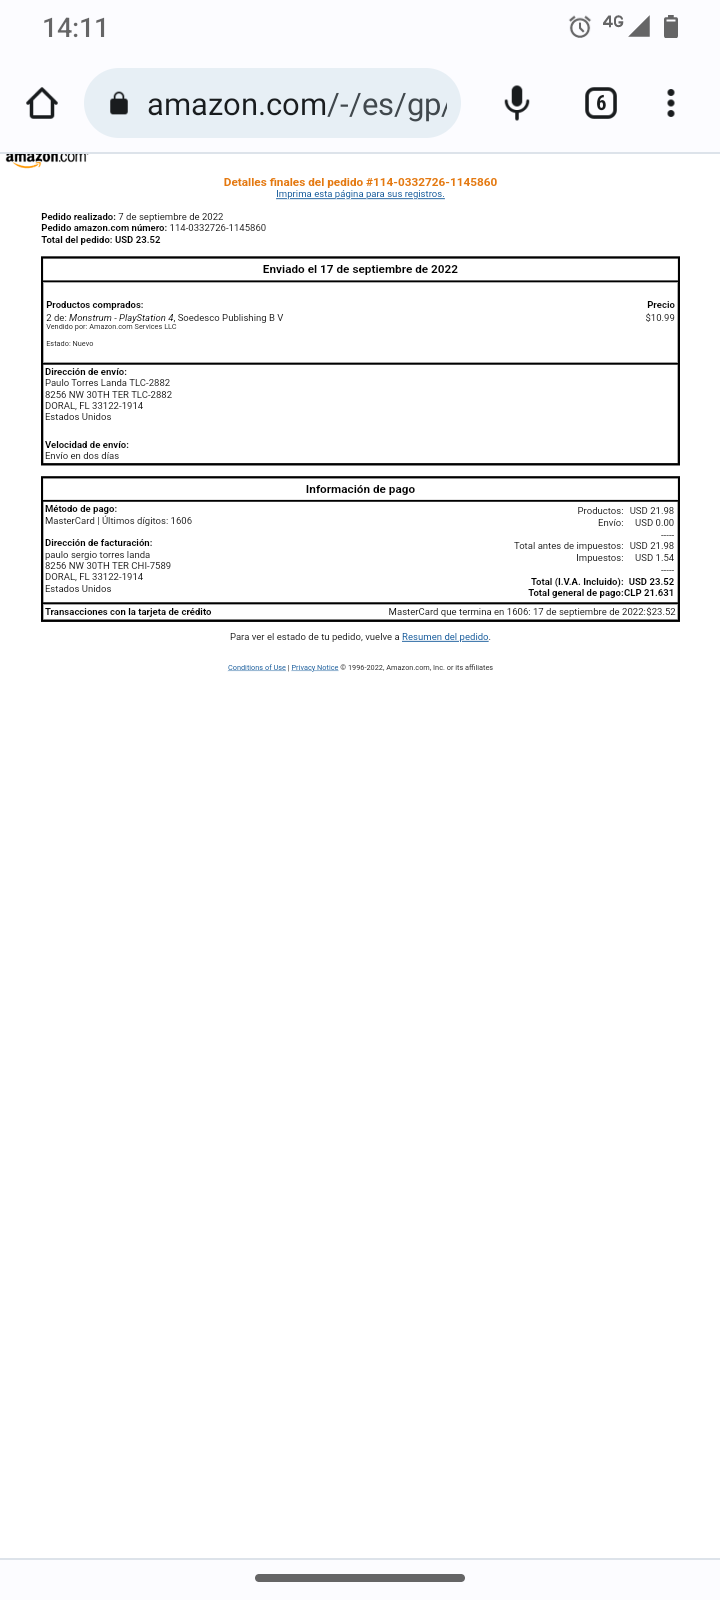 14:11
4G
amazon.com/-/es/gp/
6
amazon.com
Detalles finales del pedido #114-0332726-1145860
Imprima esta página para sus registros.
Pedido realizado: 7 de septiembre de 2022
Pedido amazon.com número: 114-0332726-1145860
Total del pedido: USD 23.52
Enviado el 17 de septiembre de 2022
Productos comprados: Precio
2 de: Monstrum - PlayStation 4, Soedesco Publishing B V $10.99
Vendido por: Amazon.com Services LLC
Estado: Nuevo
Dirección de envío:
Paulo Torres Landa TLC-2882
8256 NW 30TH TER TLC-2882
DORAL, FL 33122-1914
Estados Unidos
Velocidad de envío:
Envío en dos días
Información de pago
Método de pago:
MasterCard | Últimos dígitos: 1606
Dirección de facturación:
paulo sergio torres landa
8256 NW 30TH TER CHI-7589
DORAL, FL 33122-1914
Estados Unidos
Productos: USD 21.98
Envío: USD 0.00
-----
Total antes de impuestos: USD 21.98
Impuestos: USD 1.54
-----
Total (I.V.A. Incluido): USD 23.52
Total general de pago:CLP 21.631
Transacciones con la tarjeta de crédito MasterCard que termina en 1606: 17 de septiembre de 2022:$23.52
Para ver el estado de tu pedido, vuelve a Resumen del pedido.
Conditions of Use | Privacy Notice © 1996-2022, Amazon.com, Inc. or its affiliates